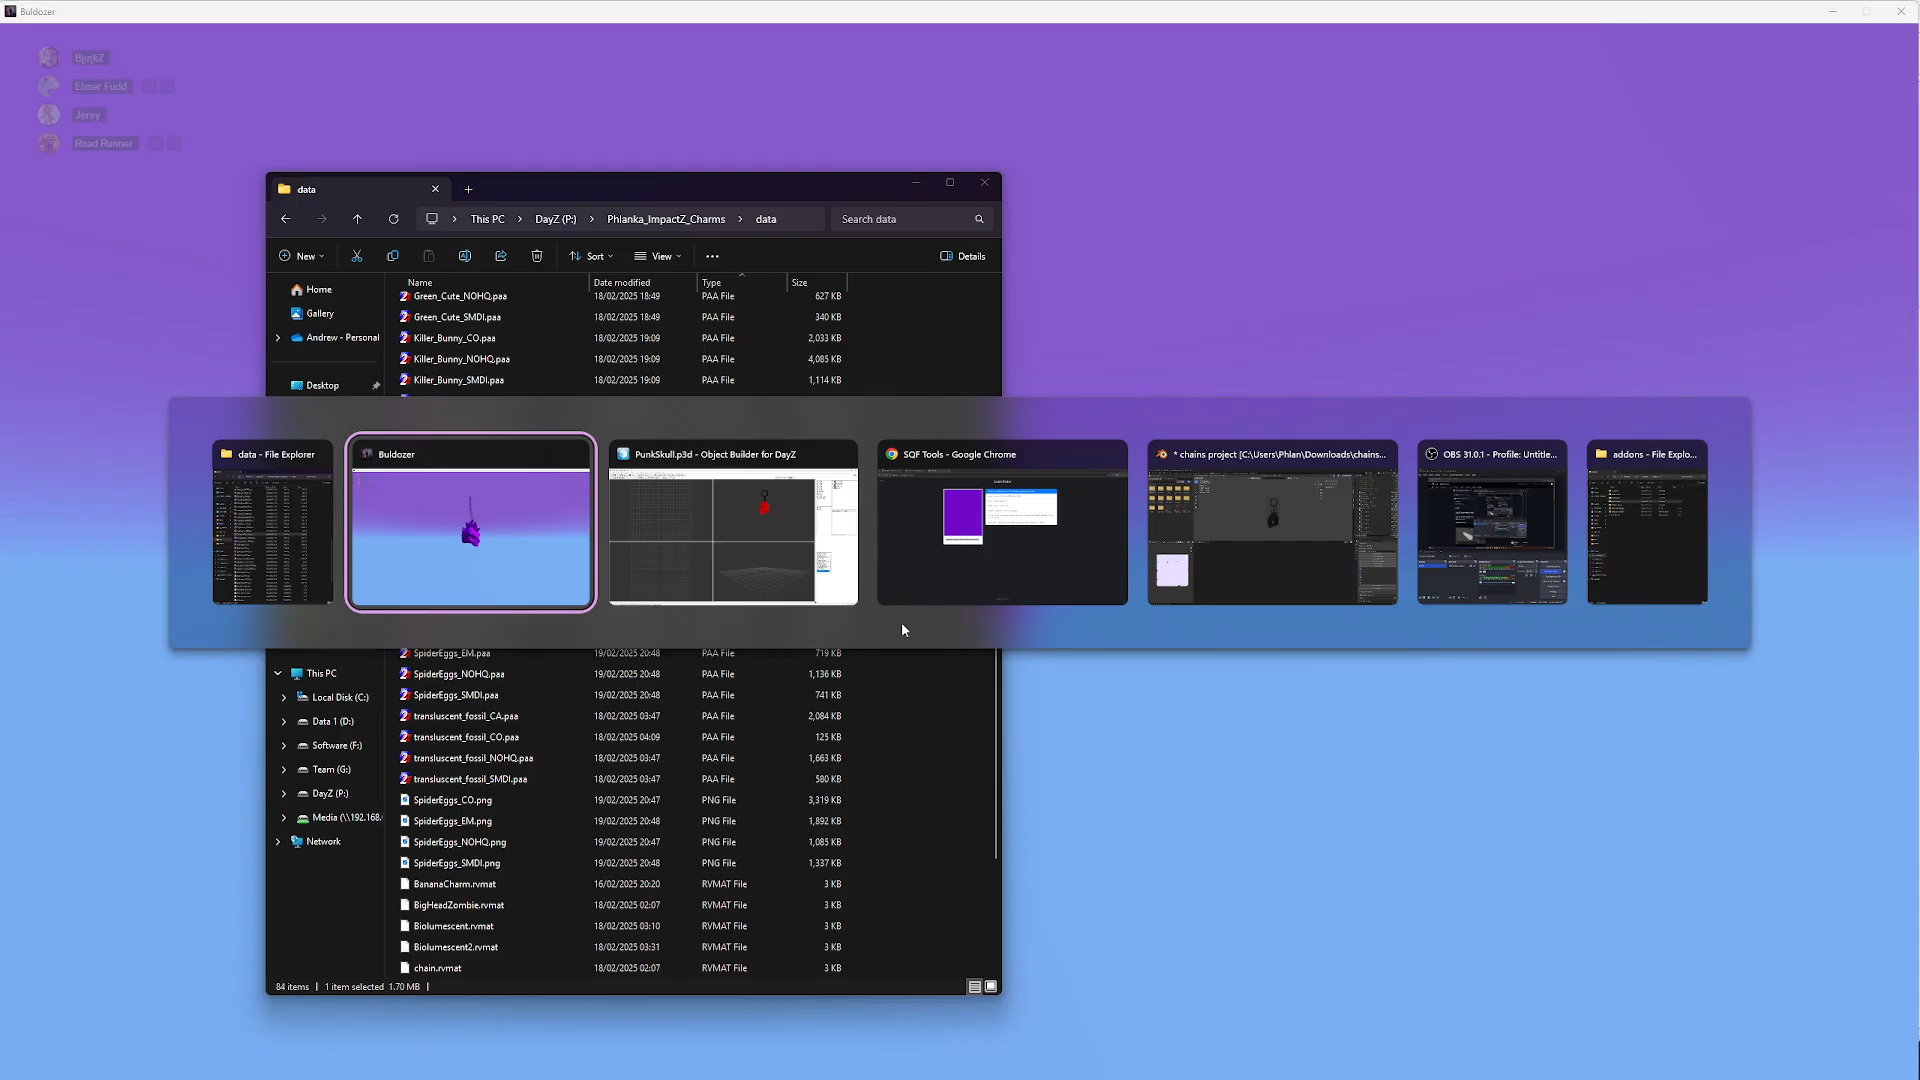 Buldozer
BµηkZ
Elmer Fudd
Jerey
Road Runner
data
This PC
DayZ (P:)
Phlanka_ImpactZ_Charms
data
Search data
New
Sort
View
Details
Name
Date modified
Type
Size
Green_Cute_NOHQ.paa 18/02/2025 18:49 PAA File 627 KB
Green_Cute_SMDI.paa 18/02/2025 18:49 PAA File 340 KB
Killer_Bunny_CO.paa 18/02/2025 19:09 PAA File 2,033 KB
Killer_Bunny_NOHQ.paa 18/02/2025 19:09 PAA File 4,085 KB
Killer_Bunny_SMDI.paa 18/02/2025 19:09 PAA File 1,114 KB
Home
Gallery
Andrew - Personal
Desktop
data - File Explorer
Buldozer
PunkSkull.p3d - Object Builder for DayZ
SQF Tools - Google Chrome
* chains project [C:\Users\Phlan\Downloads\chains...
OBS 31.0.1 - Profile: Untitle...
addons - File Explo...
This PC
Local Disk (C:)
Data 1 (D:)
Software (F:)
Team (G:)
DayZ (P:)
Media (\\192.168.
Network
SpiderEggs_EM.paa 19/02/2025 20:48 PAA File 719 KB
SpiderEggs_NOHQ.paa 19/02/2025 20:48 PAA File 1,136 KB
SpiderEggs_SMDI.paa 19/02/2025 20:48 PAA File 741 KB
transluscent_fossil_CA.paa 18/02/2025 03:47 PAA File 2,084 KB
transluscent_fossil_CO.paa 18/02/2025 04:09 PAA File 125 KB
transluscent_fossil_NOHQ.paa 18/02/2025 03:47 PAA File 1,663 KB
transluscent_fossil_SMDI.paa 18/02/2025 03:47 PAA File 580 KB
SpiderEggs_CO.png 19/02/2025 20:47 PNG File 3,319 KB
SpiderEggs_EM.png 19/02/2025 20:47 PNG File 1,892 KB
SpiderEggs_NOHQ.png 19/02/2025 20:47 PNG File 1,085 KB
SpiderEggs_SMDI.png 19/02/2025 20:48 PNG File 1,337 KB
BananaCharm.rvmat 16/02/2025 20:20 RVMAT File 3 KB
BigHeadZombie.rvmat 18/02/2025 02:07 RVMAT File 3 KB
Biolumescent.rvmat 18/02/2025 03:10 RVMAT File 3 KB
Biolumescent2.rvmat 18/02/2025 03:31 RVMAT File 3 KB
chain.rvmat 18/02/2025 02:07 RVMAT File 3 KB
84 items | 1 item selected 1.70 MB |